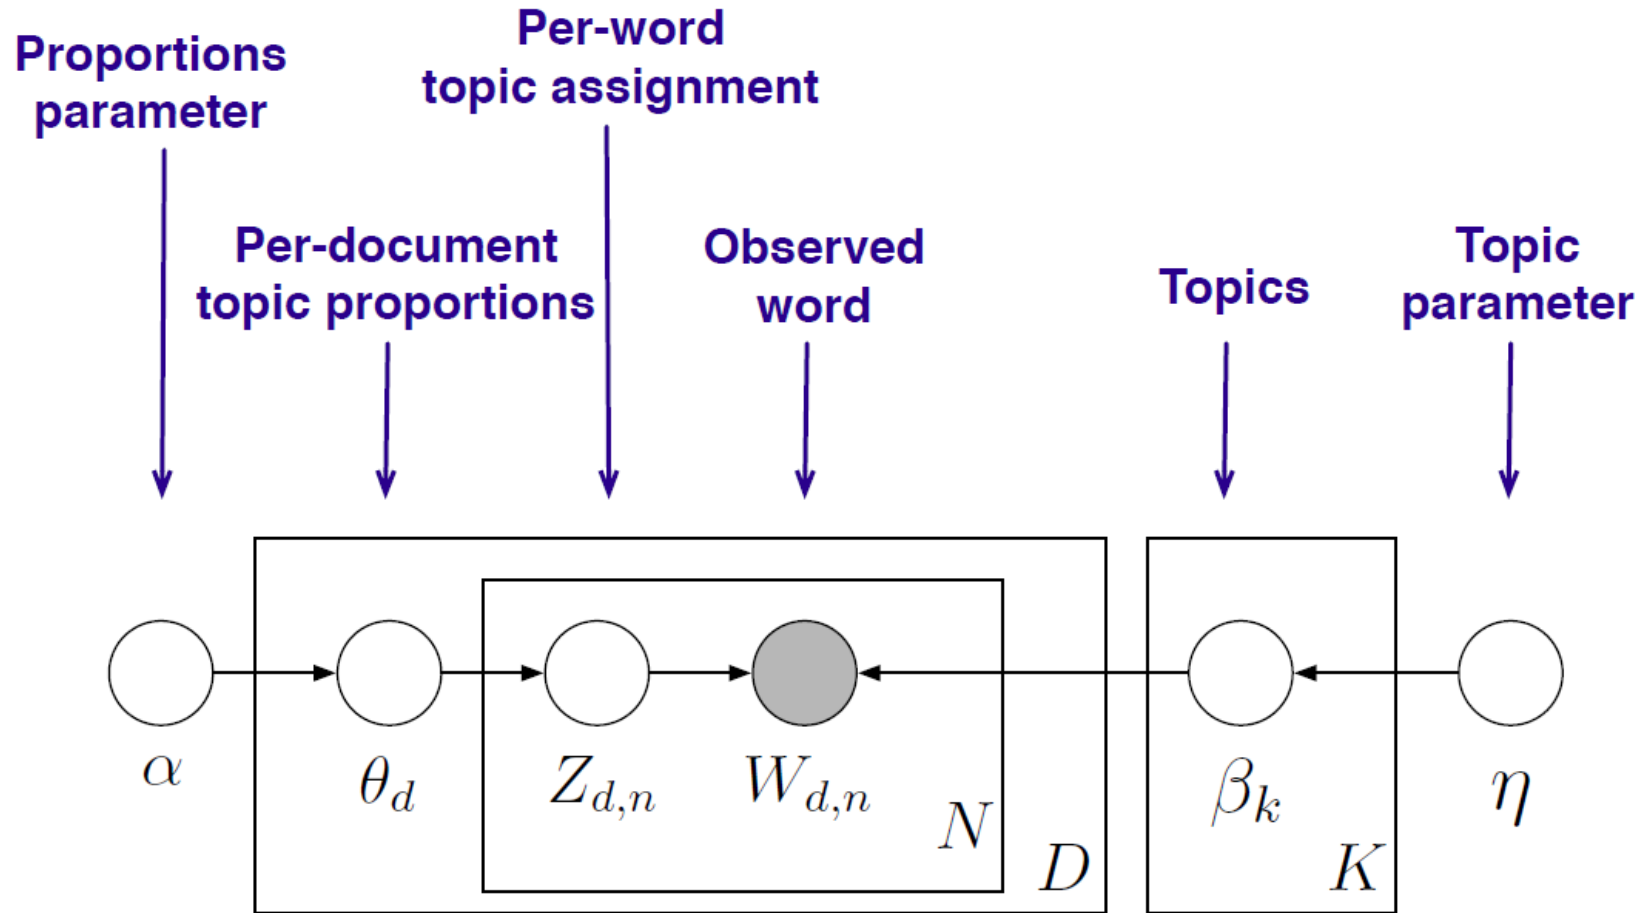 Proportions
parameter
Per-word
topic assignment
Per-document
topic proportions
Observed
word
Topics
Topic
parameter
α
θd
Zd,n
Wd,n
N
D
βk
K
η